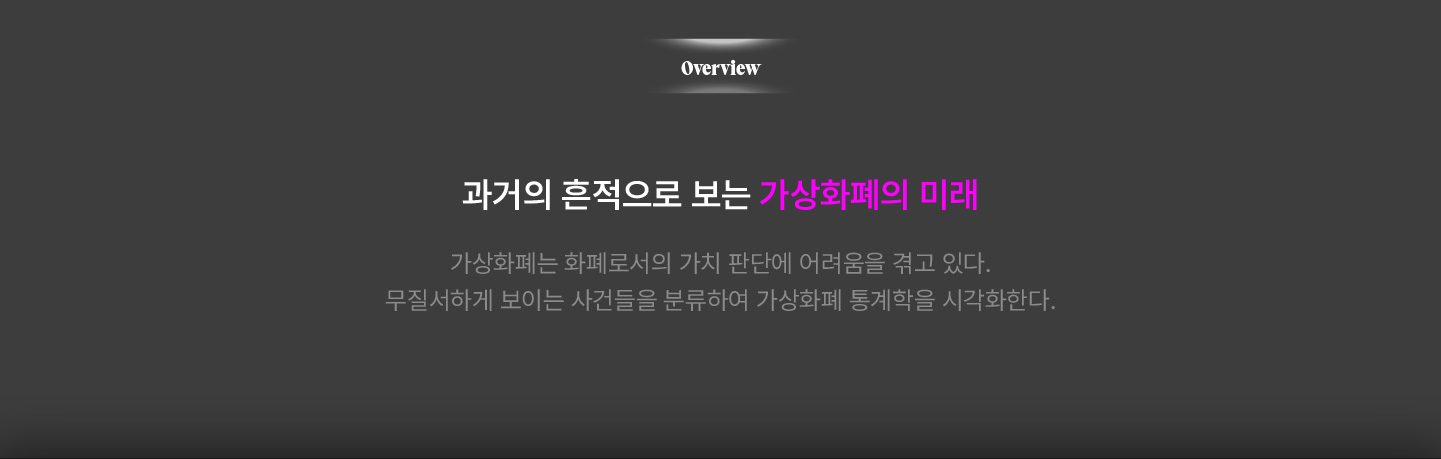 Overview
과거의 흔적으로 보는 가상화폐의 미래
가상화폐는 화폐로서의 가치 판단에 어려움을 겪고 있다.
무질서하게 보이는 사건들을 분류하여 가상화폐 통계학을 시각화한다.